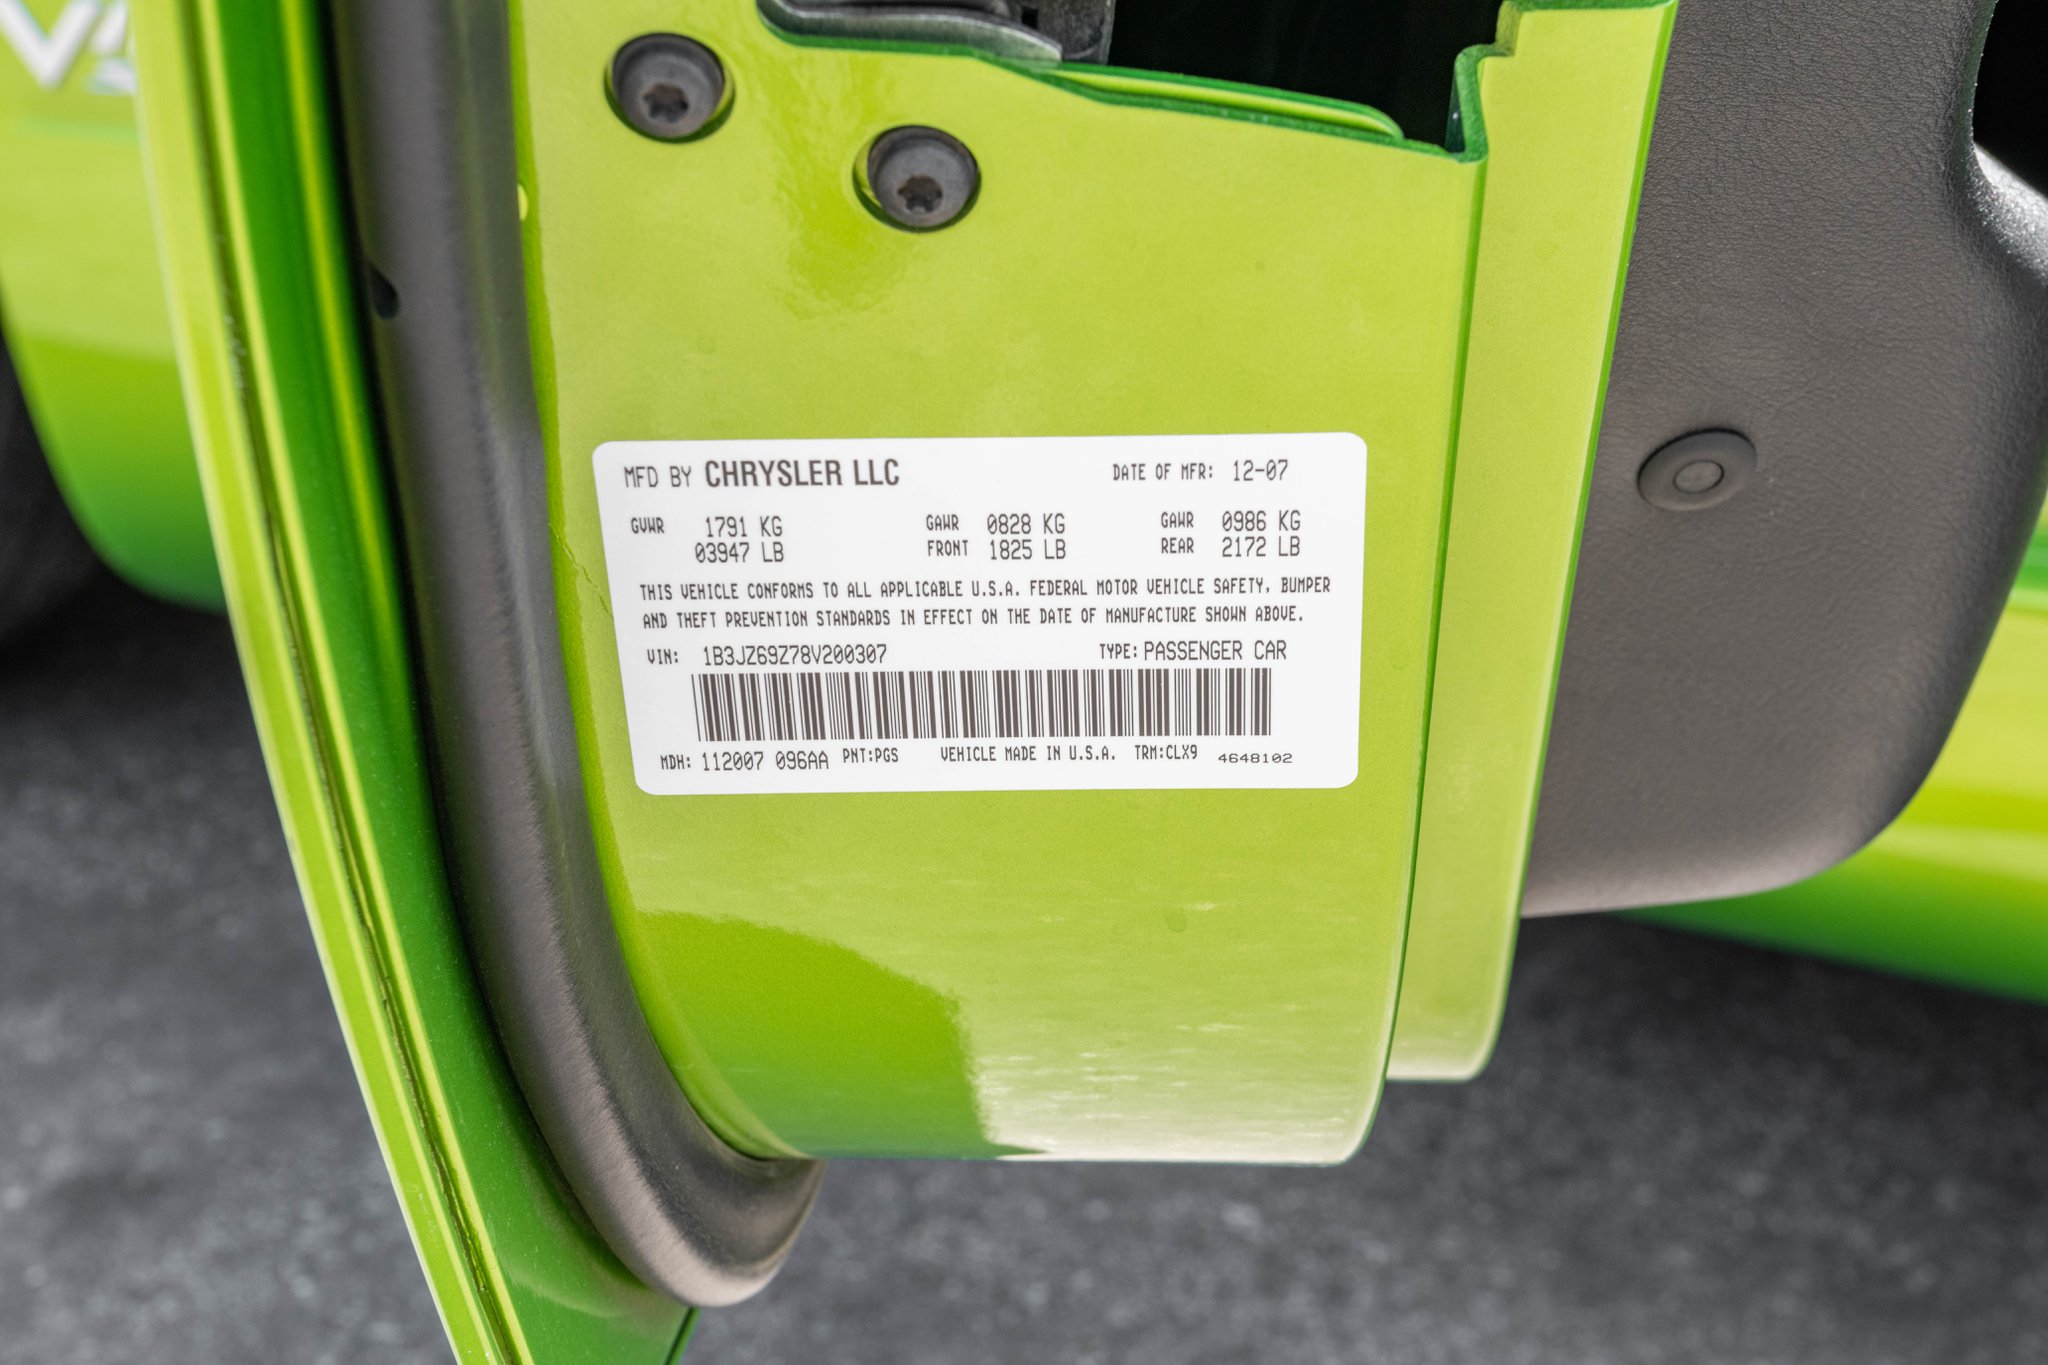 MFD BY CHRYSLER LLC DATE OF MFR: 12-07
GVWR 1791 KG GAWR 0828 KG GAWR 0986 KG
03947 LB FRONT 1825 LB REAR 2172 LB
THIS VEHICLE CONFORMS TO ALL APPLICABLE U.S.A. FEDERAL MOTOR VEHICLE SAFETY, BUMPER
AND THEFT PREVENTION STANDARDS IN EFFECT ON THE DATE OF MANUFACTURE SHOWN ABOVE.
VIN: 1B3JZ69Z78V200307 TYPE: PASSENGER CAR
MDH: 112007 096AA PNT:PGS VEHICLE MADE IN U.S.A. TRM:CLX9 4648102